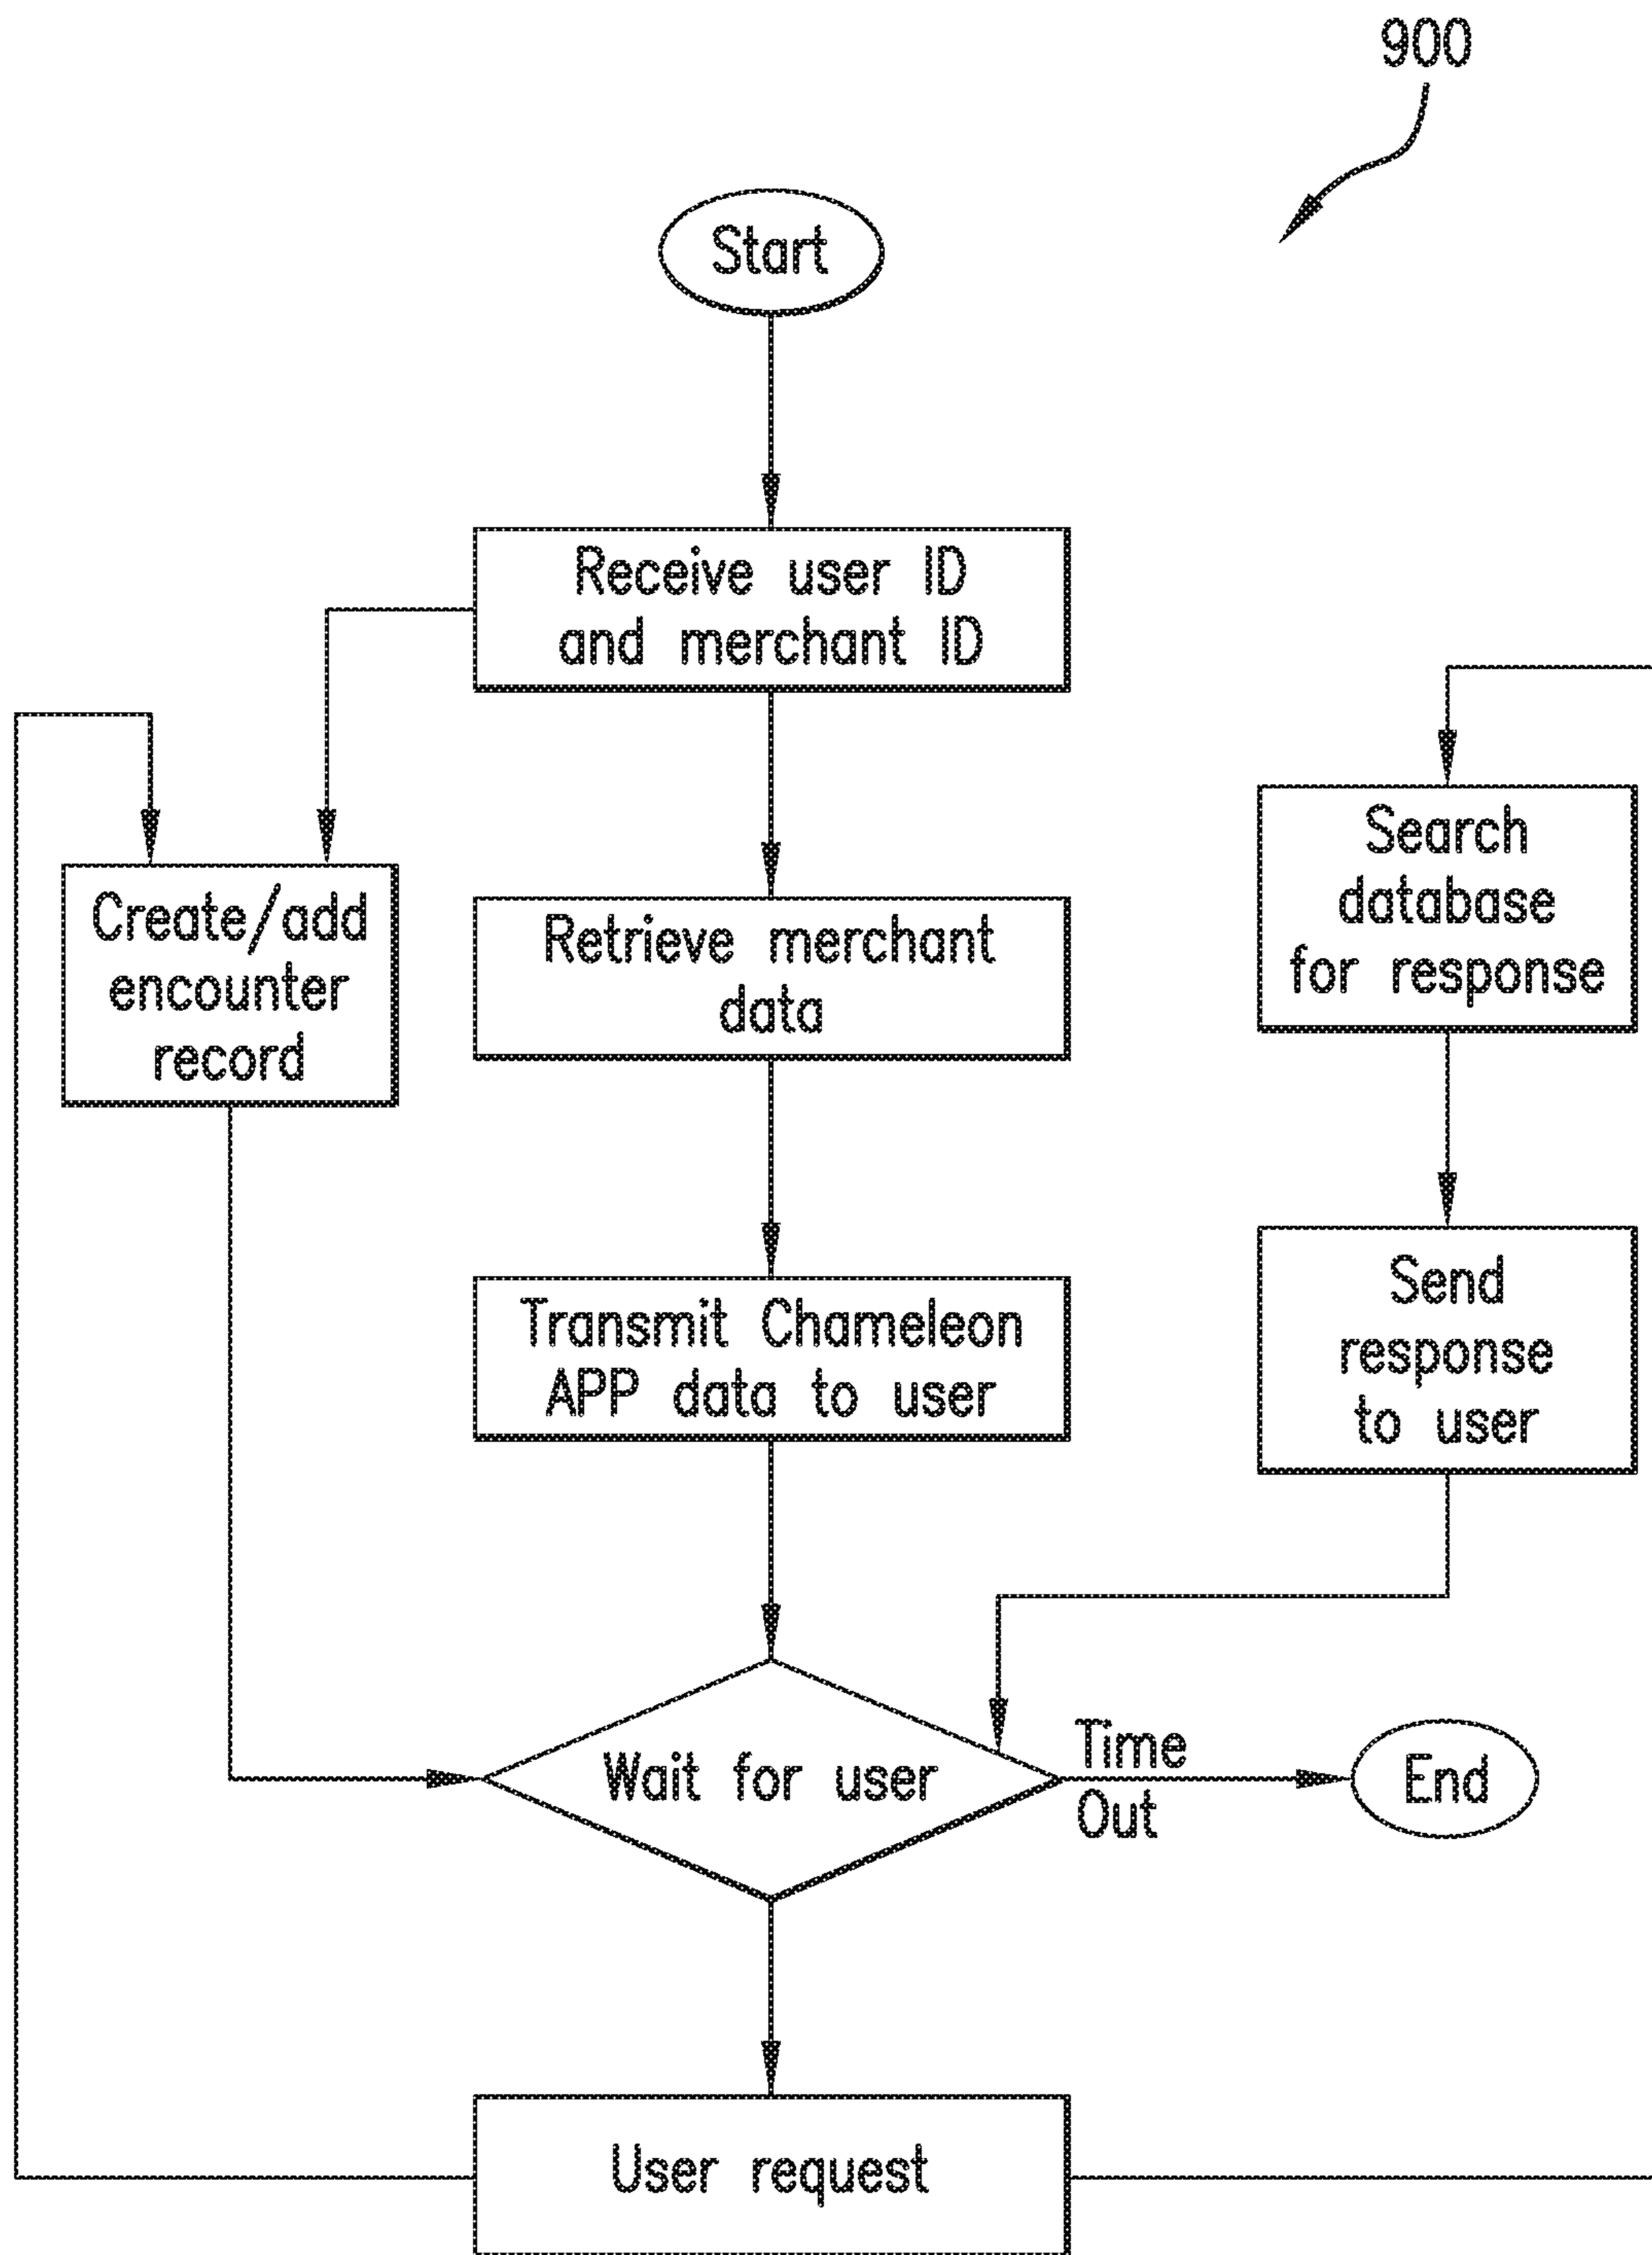 900
Start
Receive user ID
and merchant ID
Create/add
encounter
record
Retrieve merchant
data
Search
database
for response
Transmit Chameleon
APP data to user
Send
response
to user
Wait for user
Time
Out
End
User request